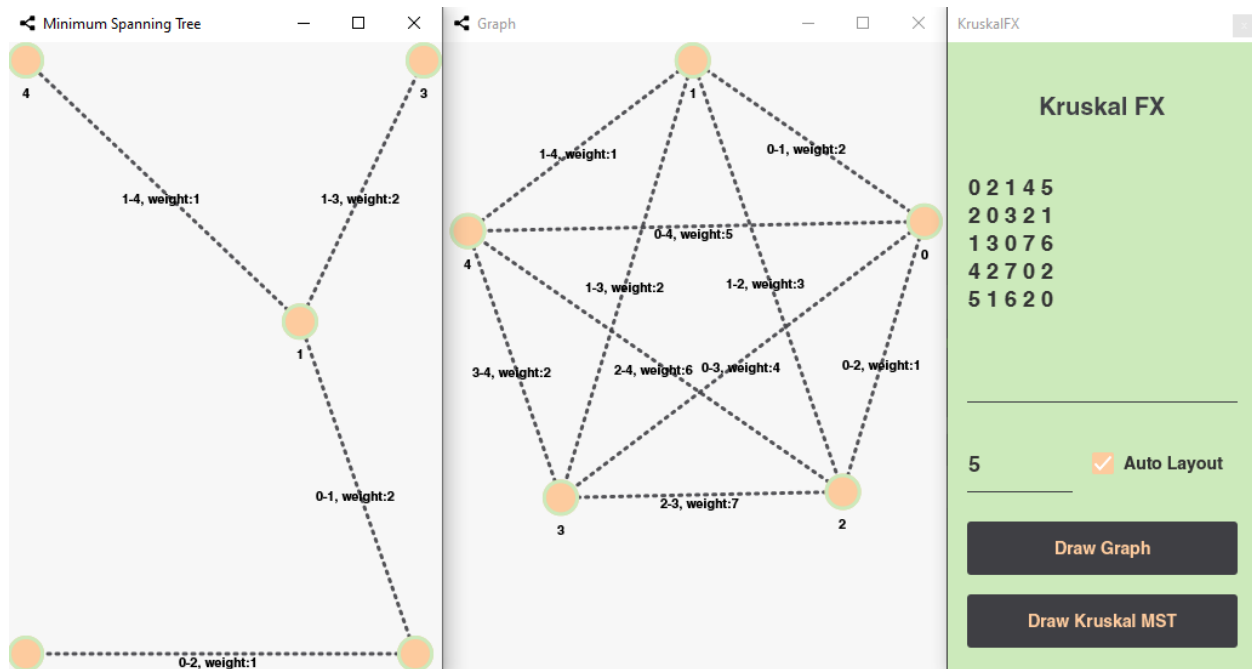 Minimum Spanning Tree
4
3
1-4, weight:1
1-3, weight:2
1
0-1, weight:2
0-2, weight:1
Graph
1
1-4, weight:1
0-1, weight:2
0-4, weight:5
4
0
1-3, weight:2
1-2, weight:3
3-4, weight:2
2-4, weight:6
0-3, weight:4
0-2, weight:1
2-3, weight:7
3
2
KruskalFX
Kruskal FX
0 2 1 4 5
2 0 3 2 1
1 3 0 7 6
4 2 7 0 2
5 1 6 2 0
5
Auto Layout
Draw Graph
Draw Kruskal MST